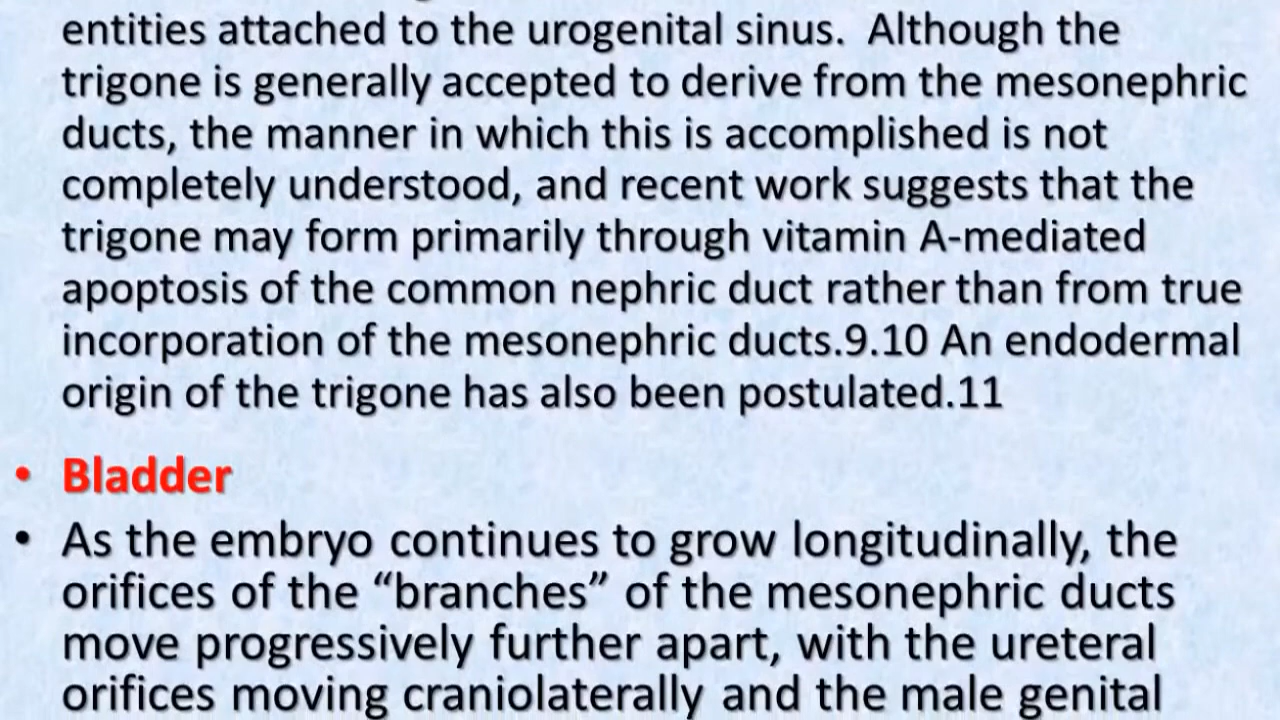 entities attached to the urogenital sinus. Although the
trigone is generally accepted to derive from the mesonephric
ducts, the manner in which this is accomplished is not
completely understood, and recent work suggests that the
trigone may form primarily through vitamin A-mediated
apoptosis of the common nephric duct rather than from true
incorporation of the mesonephric ducts.9.10 An endodermal
origin of the trigone has also been postulated.11
• Bladder
• As the embryo continues to grow longitudinally, the
orifices of the “branches” of the mesonephric ducts
move progressively further apart, with the ureteral
orifices moving craniolaterally and the male genital